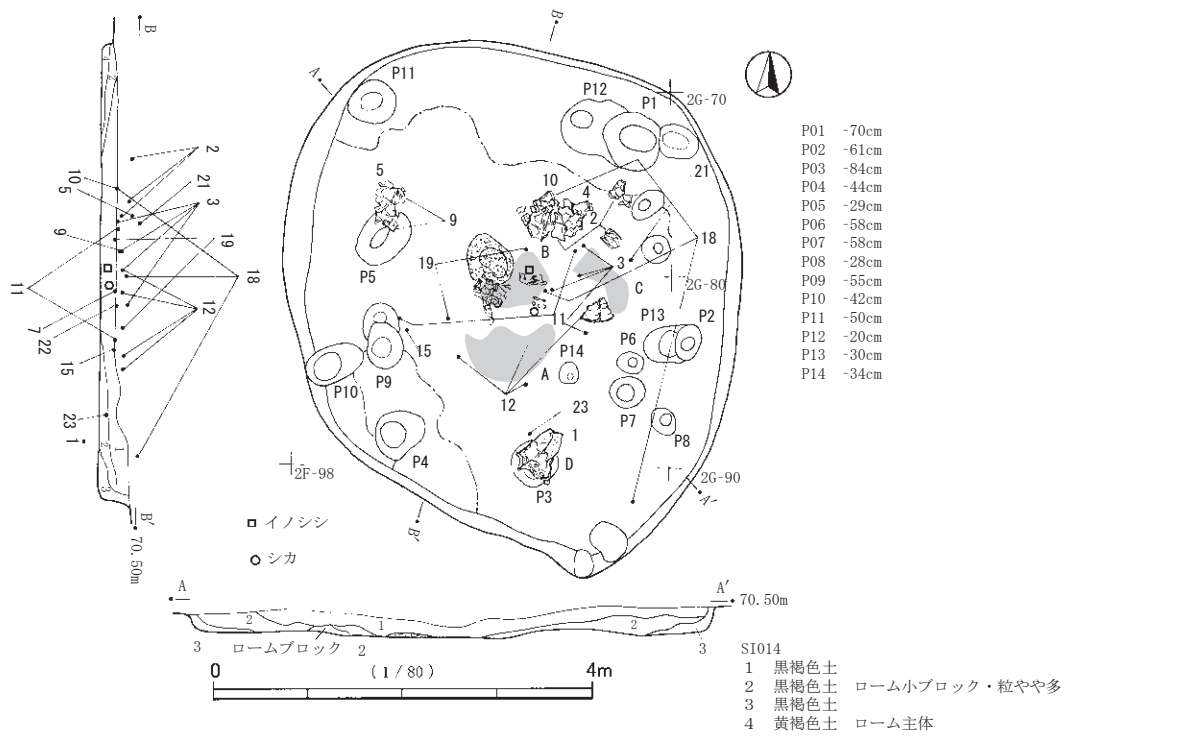 B
B
A
P11
P12
P1
2G-70
P01 -70cm
P02 -61cm
P03 -84cm
P04 -44cm
P05 -29cm
P06 -58cm
P07 -58cm
P08 -28cm
P09 -55cm
P10 -42cm
P11 -50cm
P12 -20cm
P13 -30cm
P14 -34cm
4
2
10
5
21
3
9
19
18
12
11
7
22
15
23
1
1
2
3
B′
70.50m
5
10
4
2
21
9
18
P5
19
B
3
2G-80
C
11
P13
P2
15
P6
P14
P9
A
P10
12
P7
23
1
P8
P4
D
2F-98
P3
2G-90
A′
B′
イノシシ
シカ
A
A′
70.50m
2
1
2
3
ロームブロック
2
3
0
(1/80)
4m
SI014
1 黒褐色土
2 黒褐色土 ローム小ブロック・粒やや多
3 黒褐色土
4 黄褐色土 ローム主体